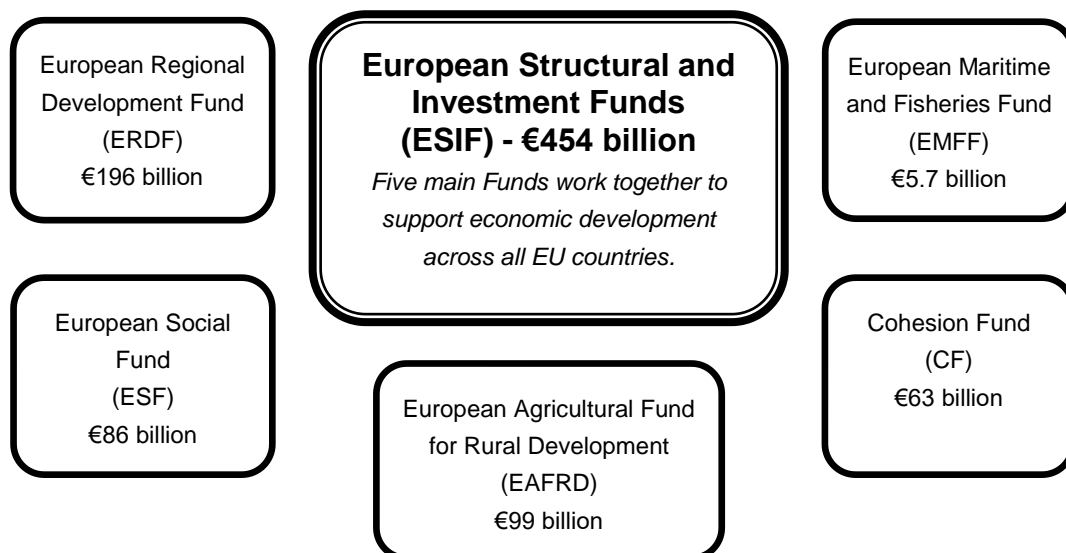 European Regional
Development Fund
(ERDF)
€196 billion
European Structural and
Investment Funds
(ESIF) - €454 billion
Five main Funds work together to
support economic development
across all EU countries.
European Maritime
and Fisheries Fund
(EMFF)
€5.7 billion
European Social
Fund
(ESF)
€86 billion
European Agricultural Fund
for Rural Development
(EAFRD)
€99 billion
Cohesion Fund
(CF)
€63 billion